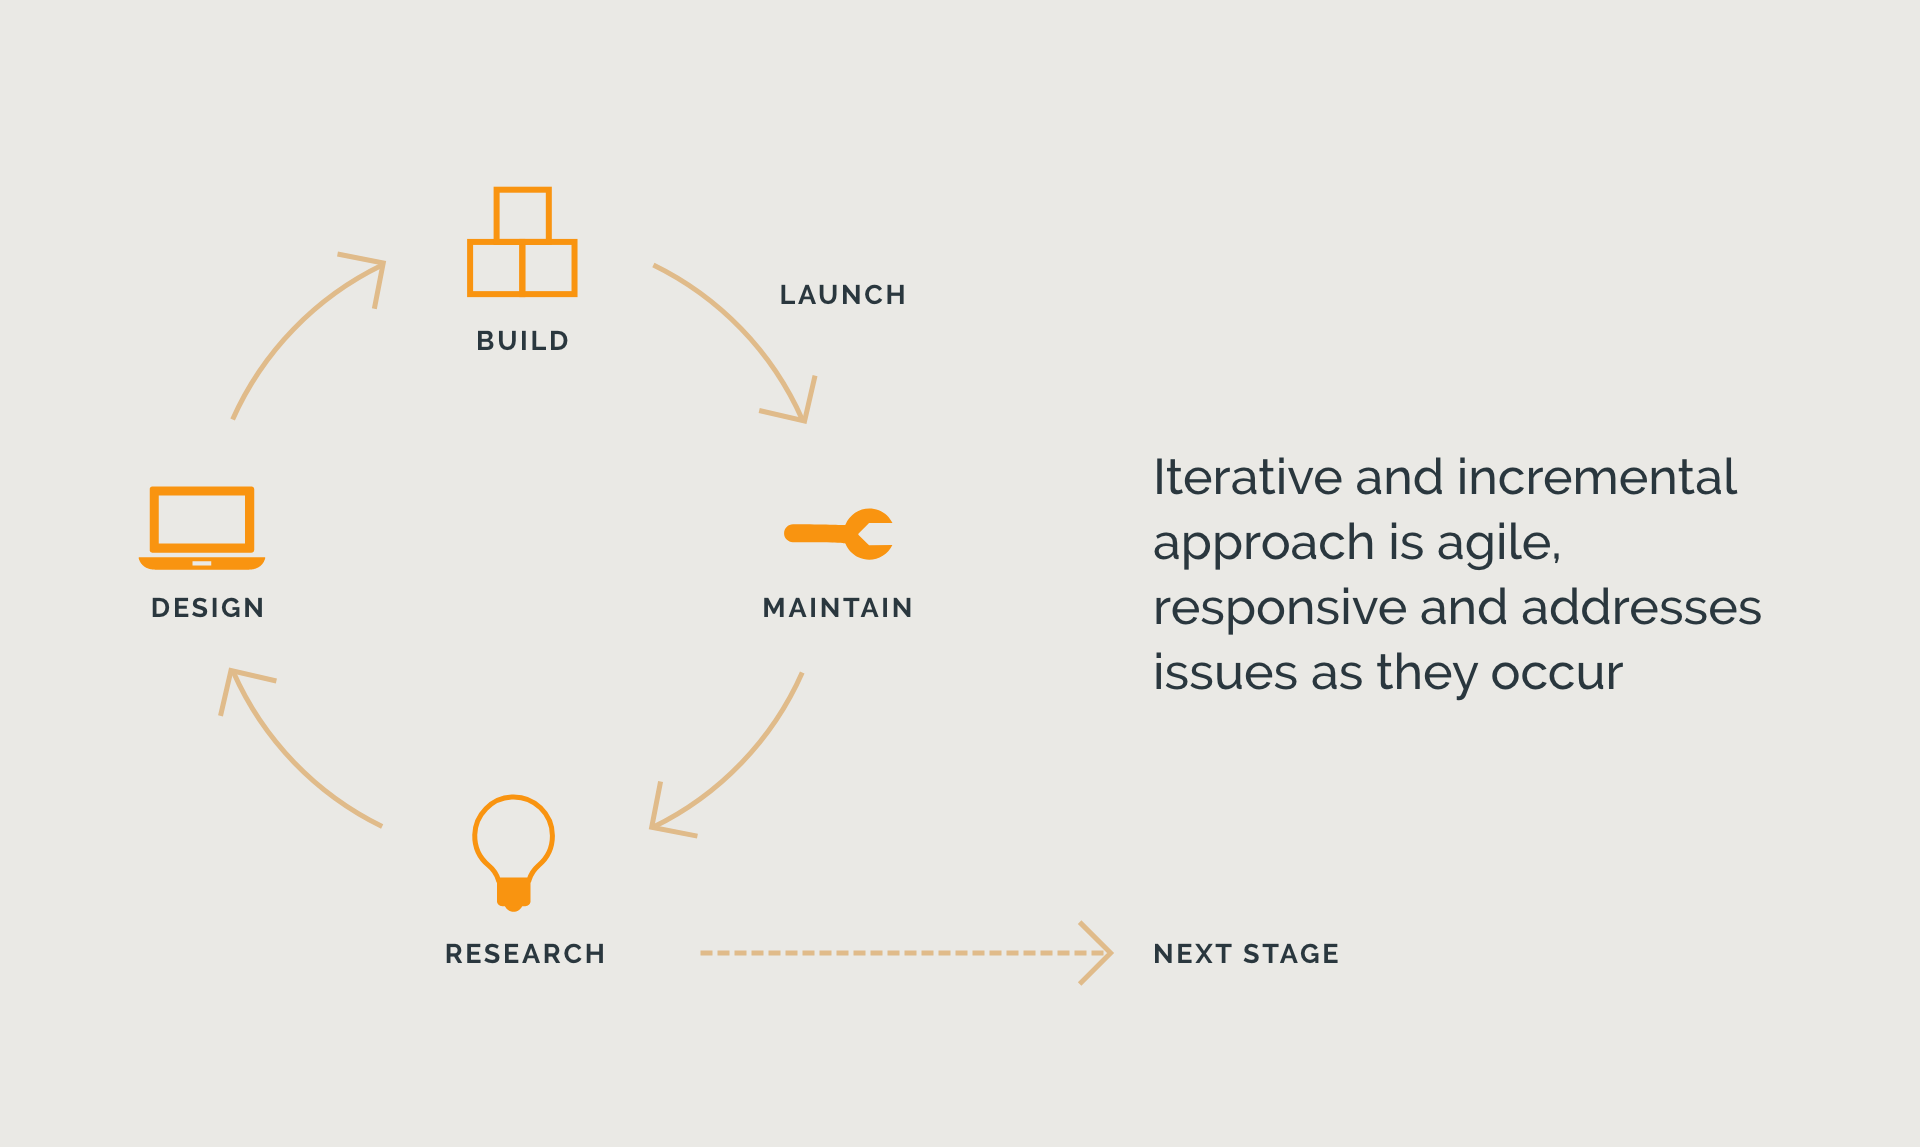 BUILD
LAUNCH
DESIGN
MAINTAIN
Iterative and incremental
approach is agile,
responsive and addresses
issues as they occur
RESEARCH
NEXT STAGE